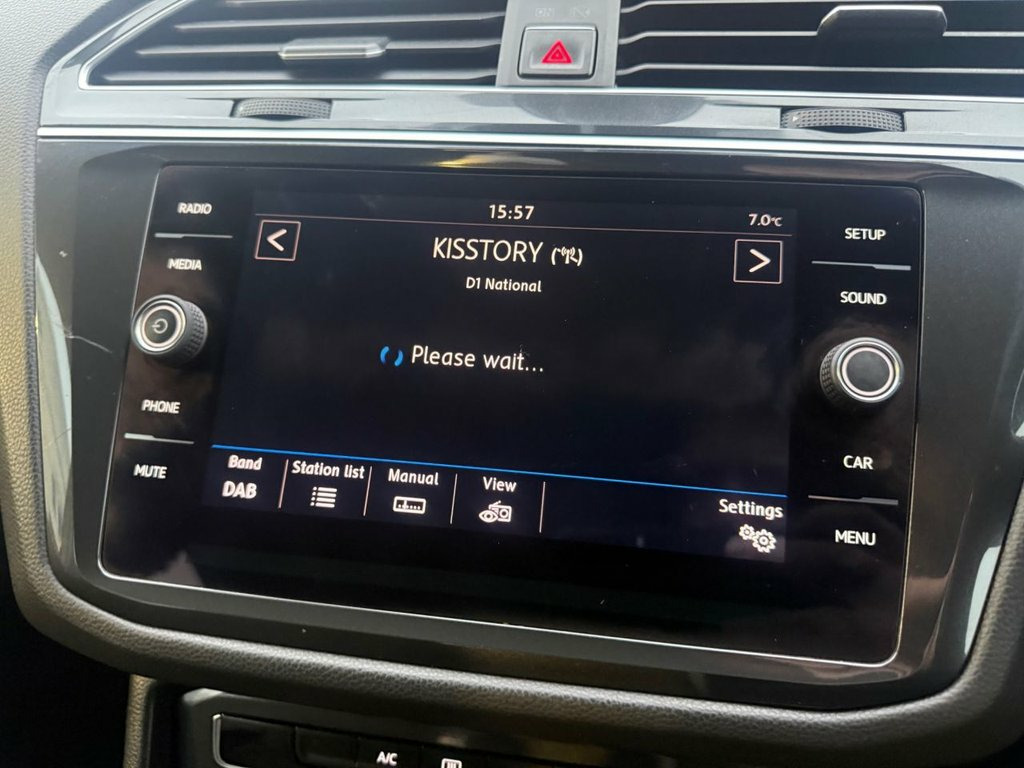 RADIO
MEDIA
PHONE
MUTE
15:57
7.0°C
<
KISSTORY
>
D1 National
Please wait...
Band
DAB
Station list
Manual
View
Settings
SETUP
SOUND
CAR
MENU
A/C